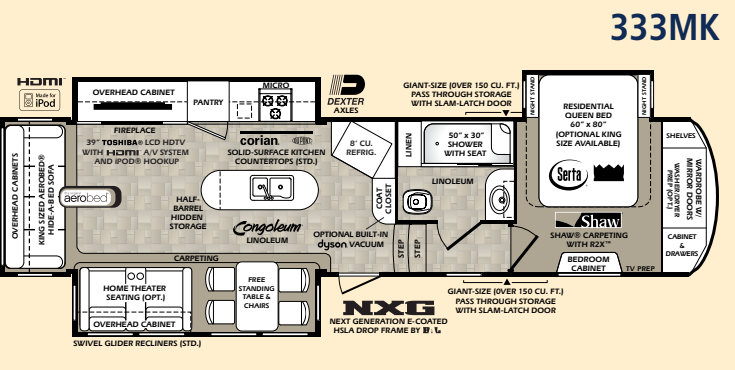 333MK
HDMI
Made for
iPod
OVERHEAD CABINET
PANTRY
MICRO
DEXTER
AXLES
GIANT-SIZE (OVER 150 CU. FT.)
PASS THROUGH STORAGE
WITH SLAM-LATCH DOOR
NIGHT STAND
RESIDENTIAL
QUEEN BED
60" x 80"
(OPTIONAL KING
SIZE AVAILABLE)
Serta
NIGHT STAND
FIREPLACE
39" TOSHIBA® LCD HDTV
WITH HDMI A/V SYSTEM
AND IPOD® HOOKUP
corian.
SOLID-SURFACE KITCHEN
COUNTERTOPS (STD.)
8' CU.
REFRIG.
LINEN
50" x 30"
SHOWER
WITH SEAT
LINOLEUM
SHELVES
WARDROBE W/
MIRROR DOORS
WASHER/DRYER
PREP (OPT.)
CABINET
&
DRAWERS
OVERHEAD CABINETS
KING SIZED AEROBED®
HIDE-A-BED SOFA
aerobed
HALF-
BARREL
HIDDEN
STORAGE
Congoleum
LINOLEUM
COAT
CLOSET
OPTIONAL BUILT-IN
dyson VACUUM
STEP
STEP
Shaw
SHAW® CARPETING
WITH R2X™
BEDROOM
CABINET
TV PREP
CARPETING
HOME THEATER
SEATING (OPT.)
OVERHEAD CABINET
FREE
STANDING
TABLE &
CHAIRS
SWIVEL GLIDER RECLINERS (STD.)
NXG
NEXT GENERATION E-COATED
HSLA DROP FRAME BY
GIANT-SIZE (OVER 150 CU. FT.)
PASS THROUGH STORAGE
WITH SLAM-LATCH DOOR